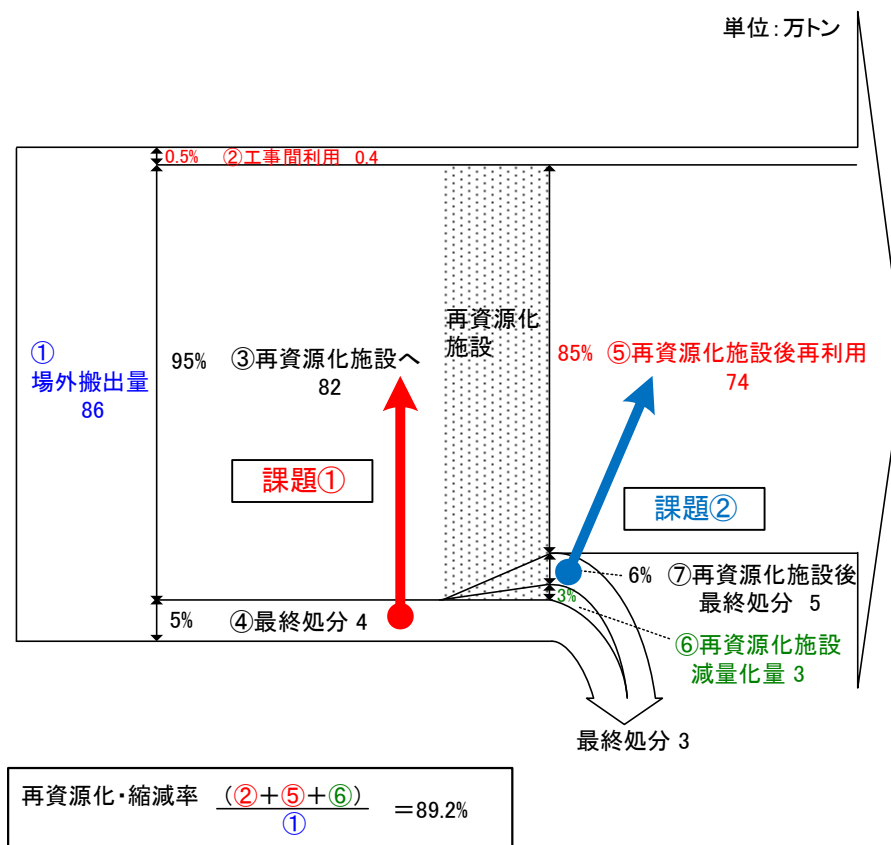 単位:万トン
0.5% ②工事間利用 0.4
①
場外搬出量
86
95% ③再資源化施設へ
82
再資源化
施設
85% ⑤再資源化施設後再利用
74
課題①
課題②
5% ④最終処分 4
6% ⑦再資源化施設後
最終処分 5
3%
⑥再資源化施設
減量化量 3
最終処分 3
再資源化・縮減率 (②+⑤+⑥)
①
=89.2%